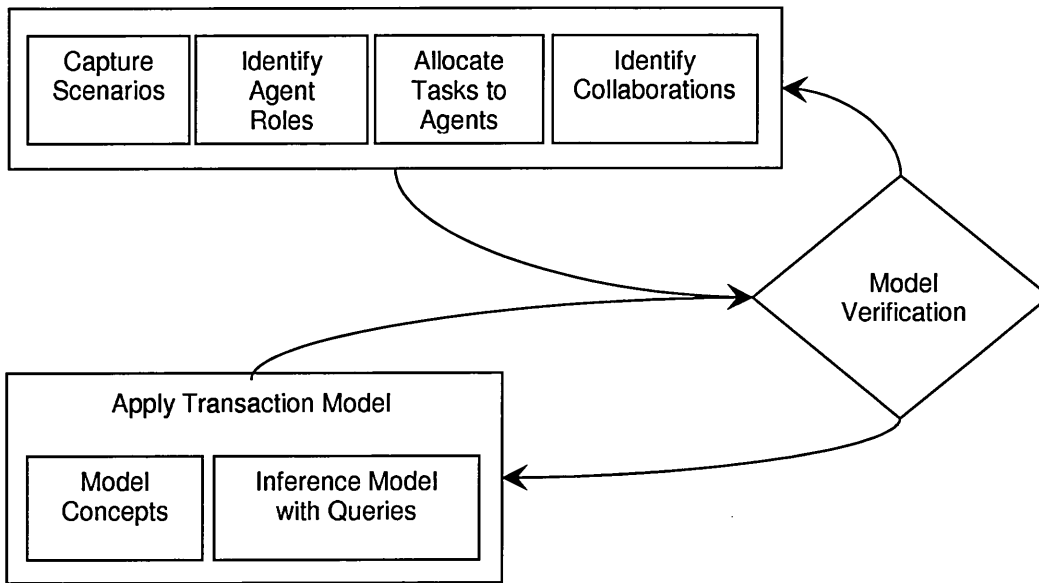 Capture
Scenarios
Identify
Agent
Roles
Allocate
Tasks to
Agents
Identify
Collaborations
Model
Verification
Apply Transaction Model
Model
Concepts
Inference Model
with Queries